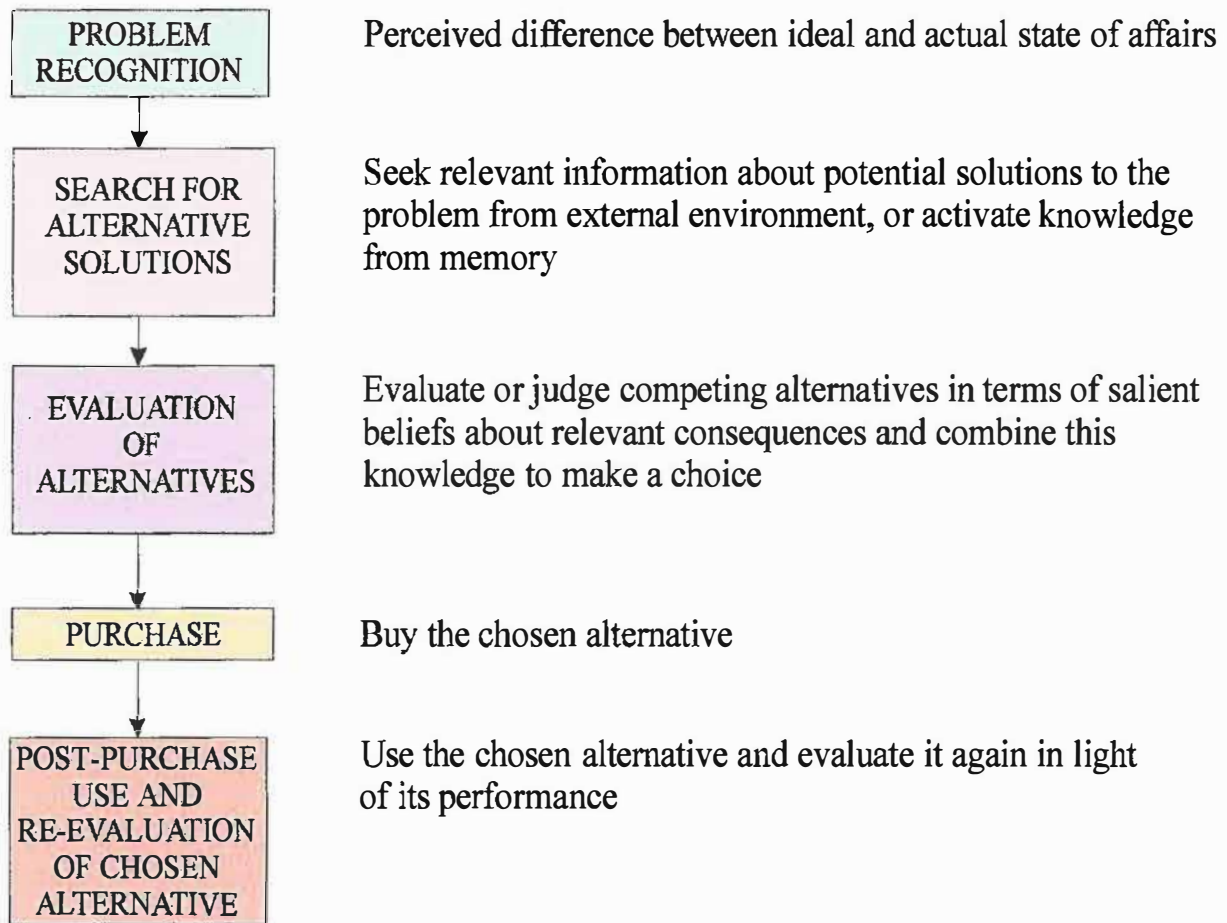 PROBLEM
RECOGNITION
Perceived difference between ideal and actual state of affairs
SEARCH FOR
ALTERNATIVE
SOLUTIONS
Seek relevant information about potential solutions to the
problem from external environment, or activate knowledge
from memory
EVALUATION
OF
ALTERNATIVES
Evaluate or judge competing alternatives in terms of salient
beliefs about relevant consequences and combine this
knowledge to make a choice
PURCHASE
Buy the chosen alternative
POST-PURCHASE
USE AND
RE-EVALUATION
OF CHOSEN
ALTERNATIVE
Use the chosen alternative and evaluate it again in light
of its performance